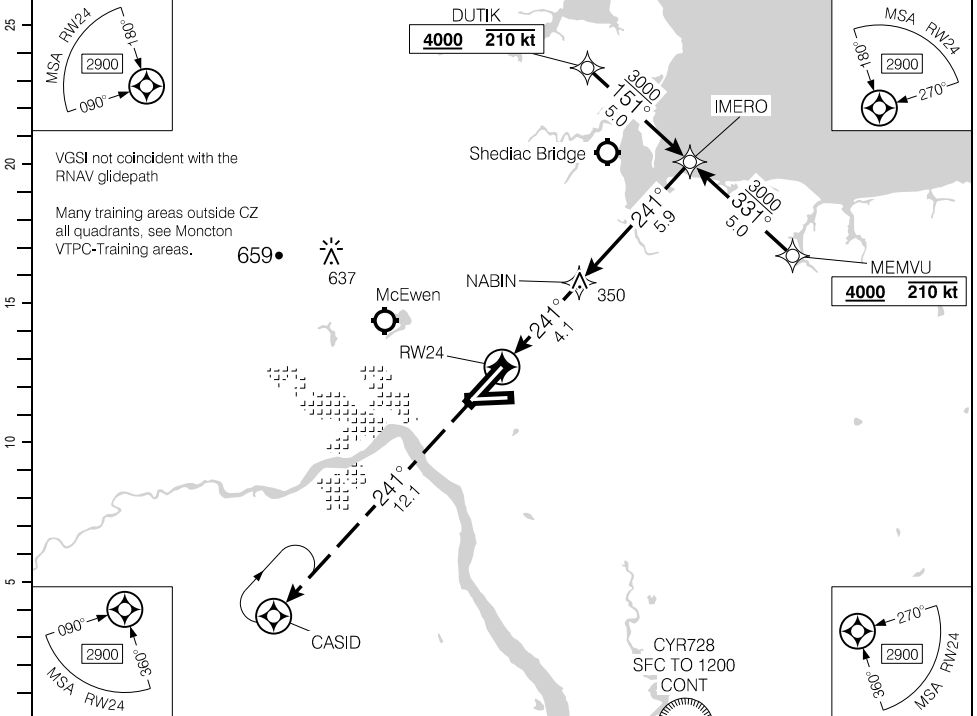 25
20
15
10
5
MSA RW24
180°
2900
090°
DUTIK
4000 210 kt
MSA RW24
180°
2900
270°
3000
151°
5.0
IMERO
Shediac Bridge
VGSI not coincident with the
RNAV glidepath
Many training areas outside CZ
all quadrants, see Moncton
VTPC-Training areas.
241°
5.9
3000
331°
5.0
659
637
NABIN
350
MEMVU
4000 210 kt
McEwen
241°
4.1
RW24
241°
12.1
CASID
090°
2900
360°
MSA RW24
CYR728
SFC TO 1200
CONT
270°
2900
360°
MSA RW24